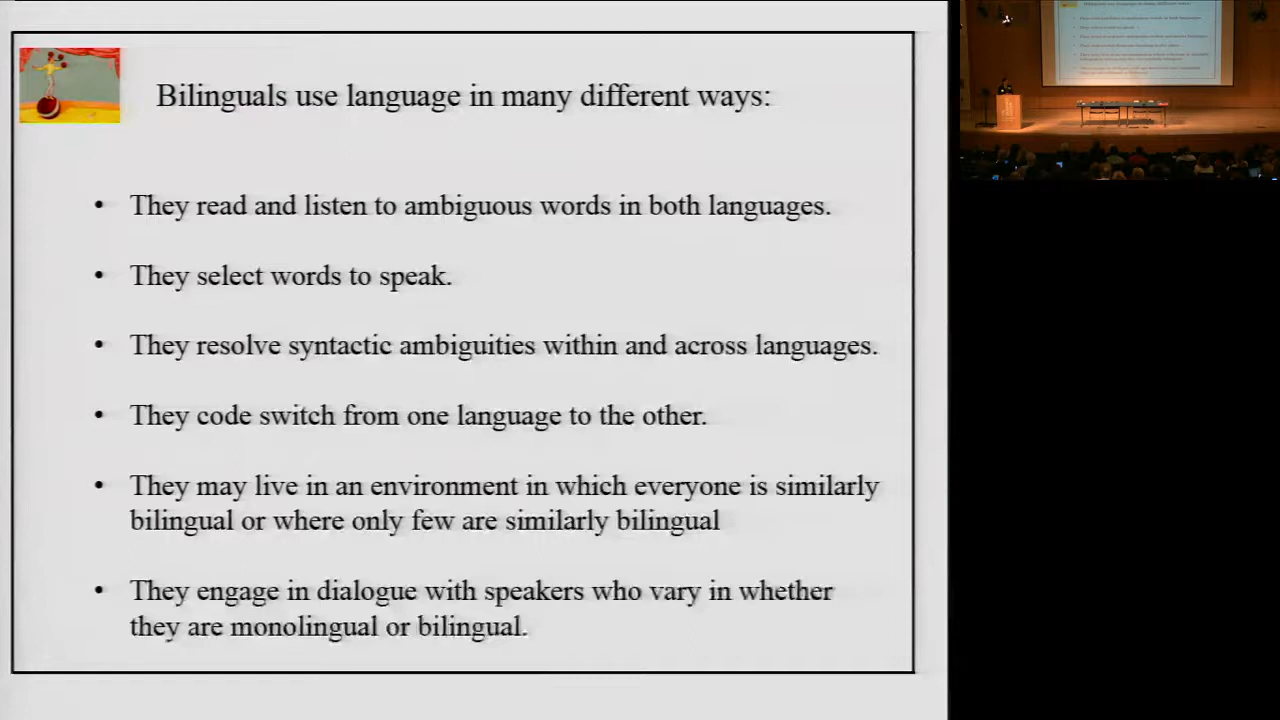 Bilinguals use language in many different ways:
• They read and listen to ambiguous words in both languages.
• They select words to speak.
• They resolve syntactic ambiguities within and across languages.
• They code switch from one language to the other.
• They may live in an environment in which everyone is similarly
bilingual or where only few are similarly bilingual
• They engage in dialogue with speakers who vary in whether
they are monolingual or bilingual.